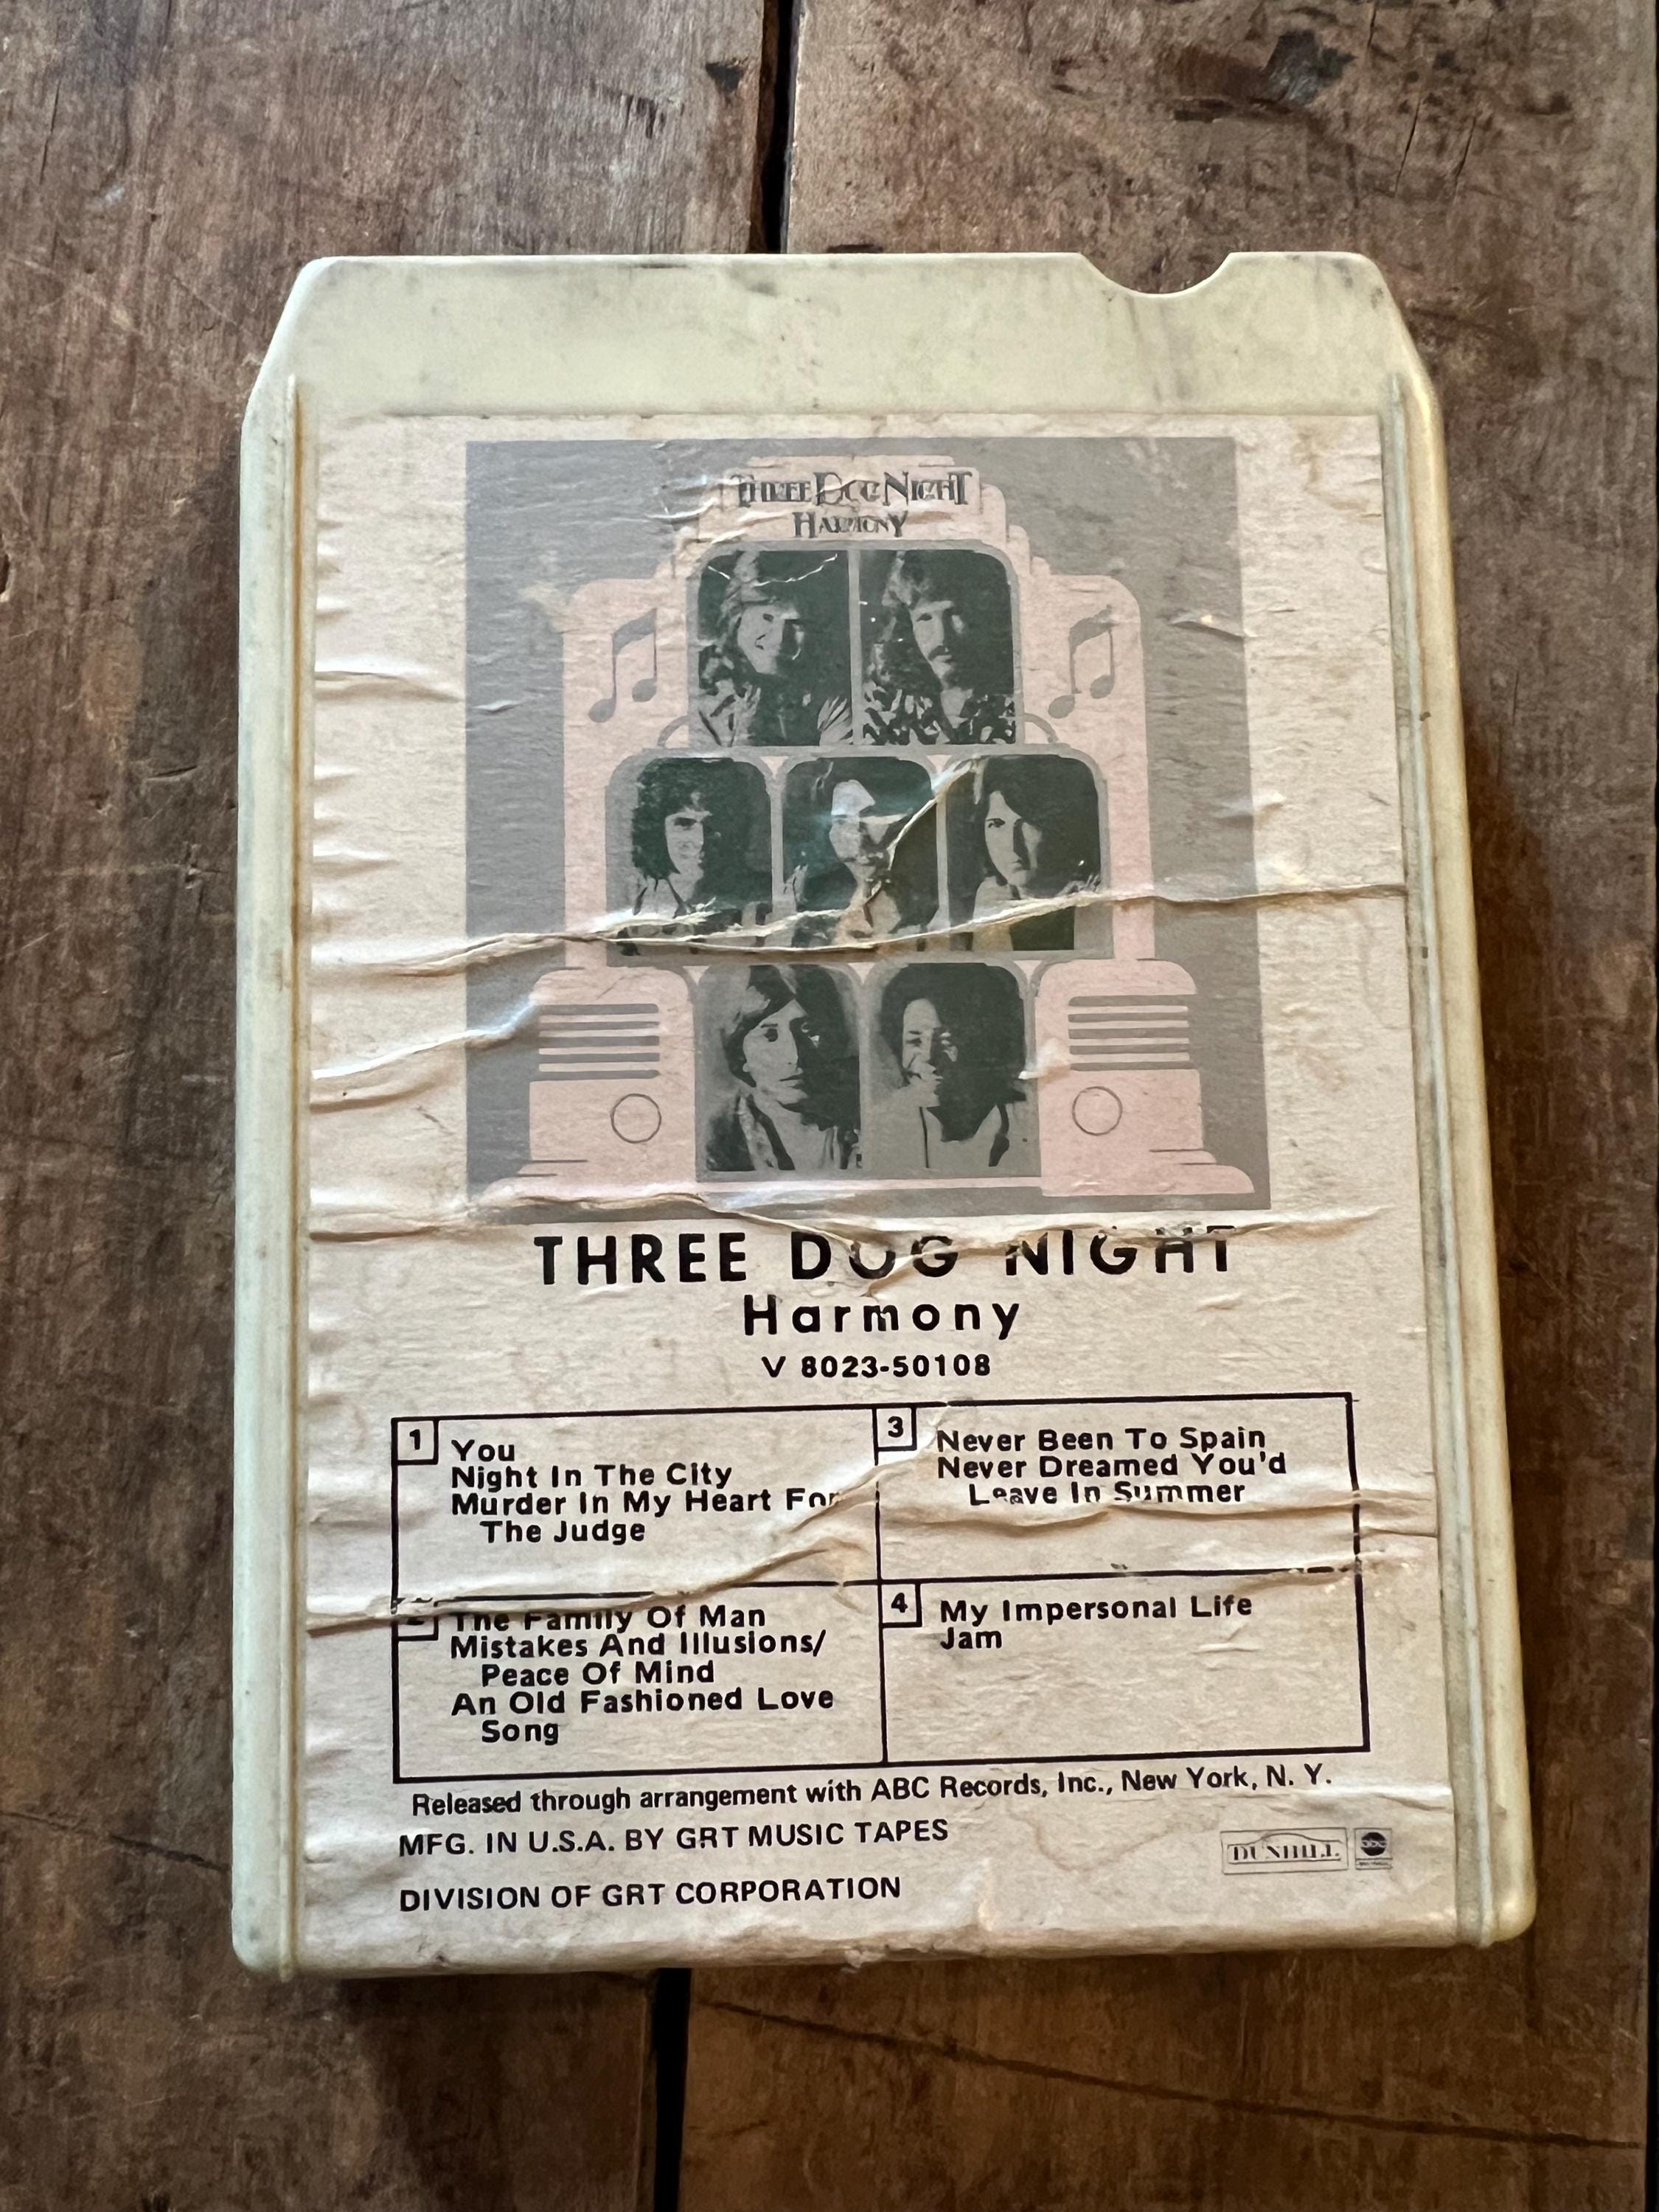 THREE DOG NIGHT
HARMONY
THREE DOG NIGHT
Harmony
V 8023-50108
1
You
Night In The City
Murder In My Heart For
The Judge
2
The Family Of Man
Mistakes And Illusions/
Peace Of Mind
An Old Fashioned Love
Song
3
Never Been To Spain
Never Dreamed You'd
Leave In Summer
4
My Impersonal Life
Jam
Released through arrangement with ABC Records, Inc., New York, N. Y.
MFG. IN U.S.A. BY GRT MUSIC TAPES
DIVISION OF GRT CORPORATION
DUNHILL
abc